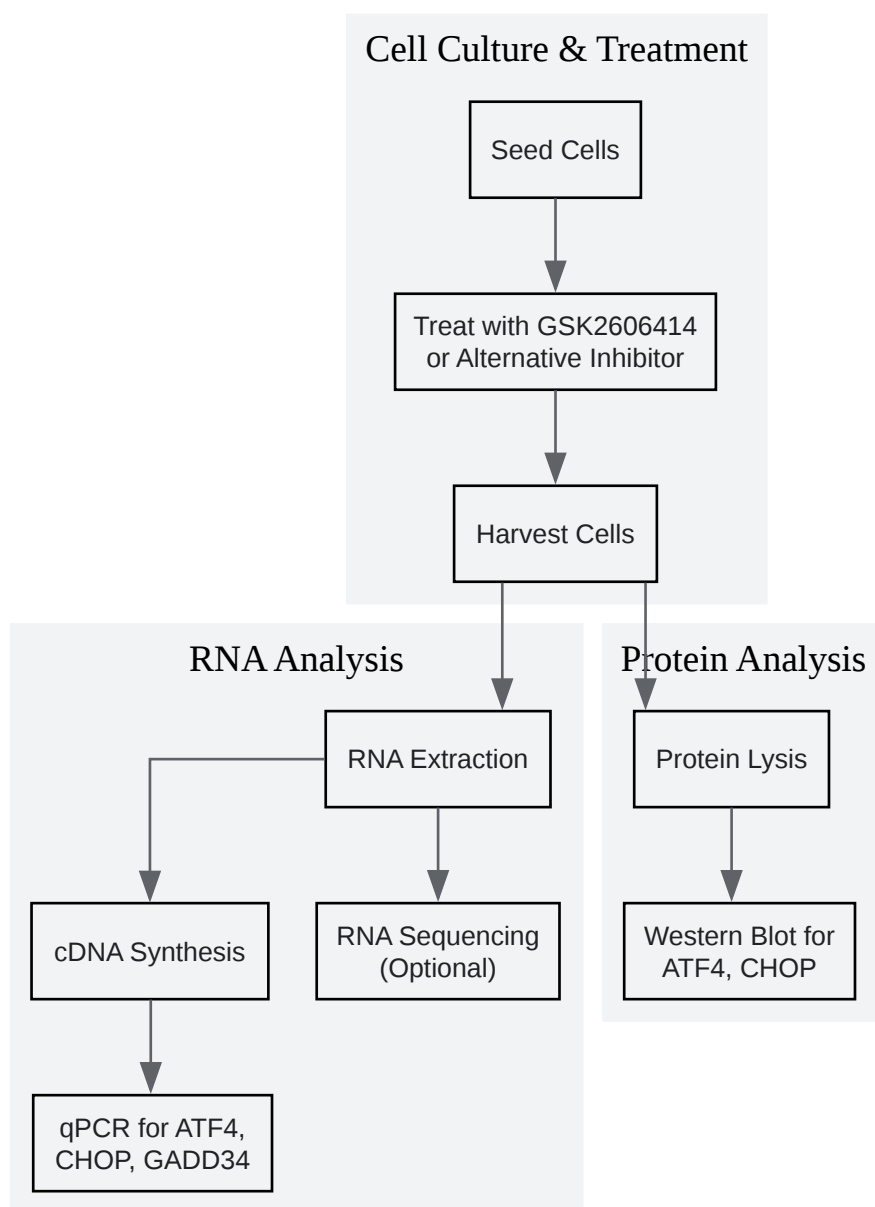 Cell Culture & Treatment
Seed Cells
Treat with GSK2606414
or Alternative Inhibitor
Harvest Cells
RNA Analysis
Protein Analysis
RNA Extraction
Protein Lysis
cDNA Synthesis
RNA Sequencing
(Optional)
Western Blot for
ATF4, CHOP
qPCR for ATF4,
CHOP, GADD34